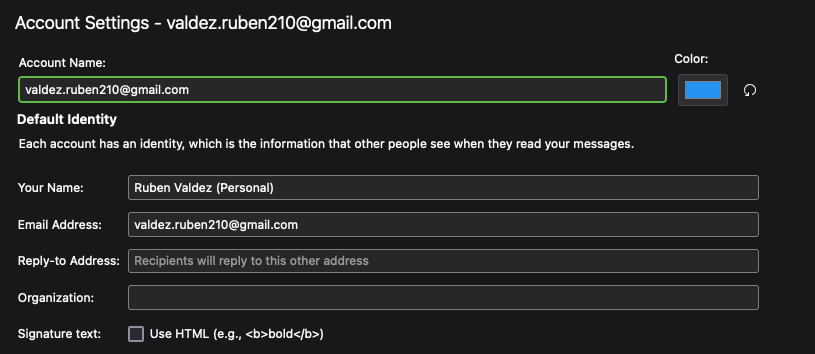 Account Settings - valdez.ruben210@gmail.com
Account Name:
Color:
valdez.ruben210@gmail.com
Default Identity
Each account has an identity, which is the information that other people see when they read your messages.
Your Name: Ruben Valdez (Personal)
Email Address: valdez.ruben210@gmail.com
Reply-to Address: Recipients will reply to this other address
Organization:
Signature text: Use HTML (e.g., <b>bold</b>)